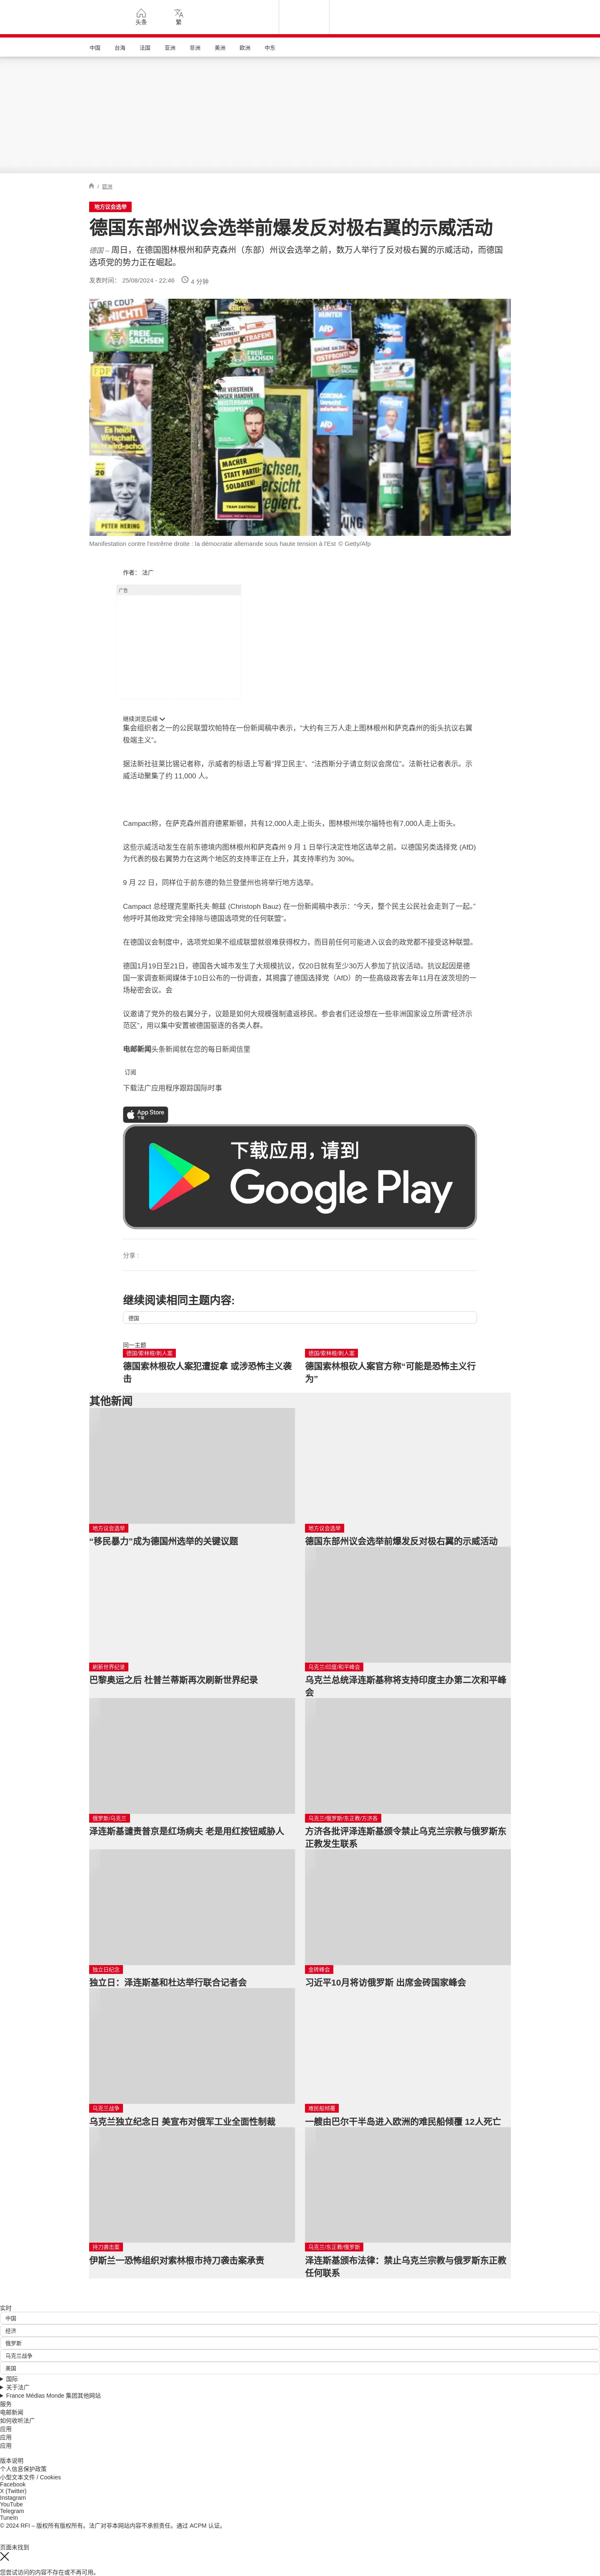 头条
繁
中国
台海
法国
亚洲
非洲
美洲
欧洲
中东
/ 欧洲
地方议会选举
德国东部州议会选举前爆发反对极右翼的示威活动
德国 – 周日，在德国图林根州和萨克森州（东部）州议会选举之前，数万人举行了反对极右翼的示威活动，而德国
选项党的势力正在崛起。
发表时间： 25/08/2024 - 22:46
4 分钟
FREIE SACHSEN
FDP
Es heißt
Wirtschaft
PETER HERING
MACHER
STATT PARTEI-
SOLDATEN!
AfD
Manifestation contre l'extrême droite : la démocratie allemande sous haute tension à l'Est © Getty/Afp
作者： 法广
广告
继续浏览后续
集会组织者之一的公民联盟坎帕特在一份新闻稿中表示，“大约有三万人走上图林根州和萨克森州的街头抗议右翼
极端主义”。
据法新社驻莱比锡记者称，示威者的标语上写着“捍卫民主”、“法西斯分子请立刻议会席位”。法新社记者表示。示
威活动聚集了约 11,000 人。
Campact称，在萨克森州首府德累斯顿，共有12,000人走上街头，图林根州埃尔福特也有7,000人走上街头。
这些示威活动发生在前东德境内图林根州和萨克森州 9 月 1 日举行决定性地区选举之前。以德国另类选择党 (AfD)
为代表的极右翼势力在这两个地区的支持率正在上升，其支持率约为 30%。
9 月 22 日，同样位于前东德的勃兰登堡州也将举行地方选举。
Campact 总经理克里斯托夫·鲍兹 (Christoph Bauz) 在一份新闻稿中表示：“今天，整个民主公民社会走到了一起。”
他呼吁其他政党“完全排除与德国选项党的任何联盟”。
在德国议会制度中，选项党如果不组成联盟就很难获得权力，而目前任何可能进入议会的政党都不接受这种联盟。
德国1月19日至21日，德国各大城市发生了大规模抗议，仅20日就有至少30万人参加了抗议活动。抗议起因是德
国一家调查新闻媒体于10日公布的一份调查，其揭露了德国选择党（AfD）的一些高级政客去年11月在波茨坦的一
场秘密会议。会
议邀请了党外的极右翼分子，议题是如何大规模强制遣返移民。参会者们还设想在一些非洲国家设立所谓“经济示
范区”，用以集中安置被德国驱逐的各类人群。
电邮新闻头条新闻就在您的每日新闻信里
订阅
下载法广应用程序跟踪国际时事
App Store
下载
下载应用，请到
Google Play
分享 :
继续阅读相同主题内容:
德国
同一主题
德国/索林根/刺人案
德国索林根砍人案犯遭捉拿 或涉恐怖主义袭
击
德国/索林根/刺人案
德国索林根砍人案官方称“可能是恐怖主义行
为”
其他新闻
地方议会选举
“移民暴力”成为德国州选举的关键议题
地方议会选举
德国东部州议会选举前爆发反对极右翼的示威活动
刷新世界纪录
巴黎奥运之后 杜普兰蒂斯再次刷新世界纪录
乌克兰/印度/和平峰会
乌克兰总统泽连斯基称将支持印度主办第二次和平峰
会
俄罗斯/乌克兰
泽连斯基谴责普京是红场病夫 老是用红按钮威胁人
乌克兰/俄罗斯/东正教/方济各
方济各批评泽连斯基颁令禁止乌克兰宗教与俄罗斯东
正教发生联系
独立日纪念
独立日：泽连斯基和杜达举行联合记者会
金砖峰会
习近平10月将访俄罗斯 出席金砖国家峰会
乌克兰战争
乌克兰独立纪念日 美宣布对俄军工业全面性制裁
难民船倾覆
一艘由巴尔干半岛进入欧洲的难民船倾覆 12人死亡
持刀袭击案
伊斯兰一恐怖组织对索林根市持刀袭击案承责
乌克兰/东正教/俄罗斯
泽连斯基颁布法律：禁止乌克兰宗教与俄罗斯东正教
任何联系
实时
中国
经济
俄罗斯
乌克兰战争
美国
国际
关于法广
France Médias Monde 集团其他网站
服务
电邮新闻
如何收听法广
应用
应用
应用
版本说明
个人信息保护政策
小型文本文件 / Cookies
Facebook
X (Twitter)
Instagram
YouTube
Telegram
TuneIn
© 2024 RFI – 版权所有版权所有。法广对非本网站内容不承担责任。通过 ACPM 认证。
页面未找到
您尝试访问的内容不存在或不再可用。